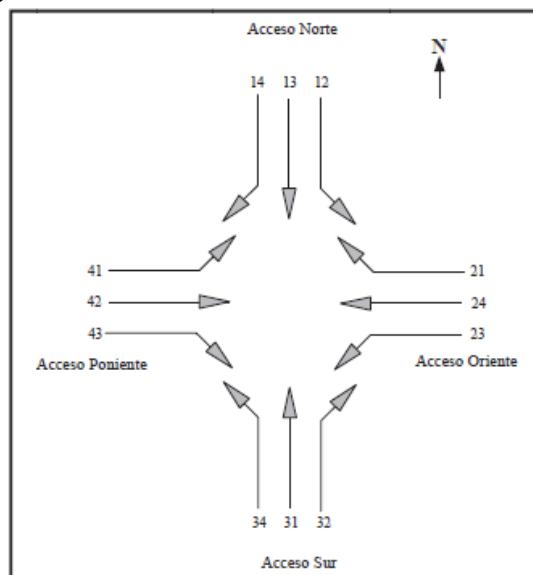 Acceso Norte
N
14 13 12
41 21
42 24
43 23
Acceso Poniente Acceso Oriente
34 31 32
Acceso Sur